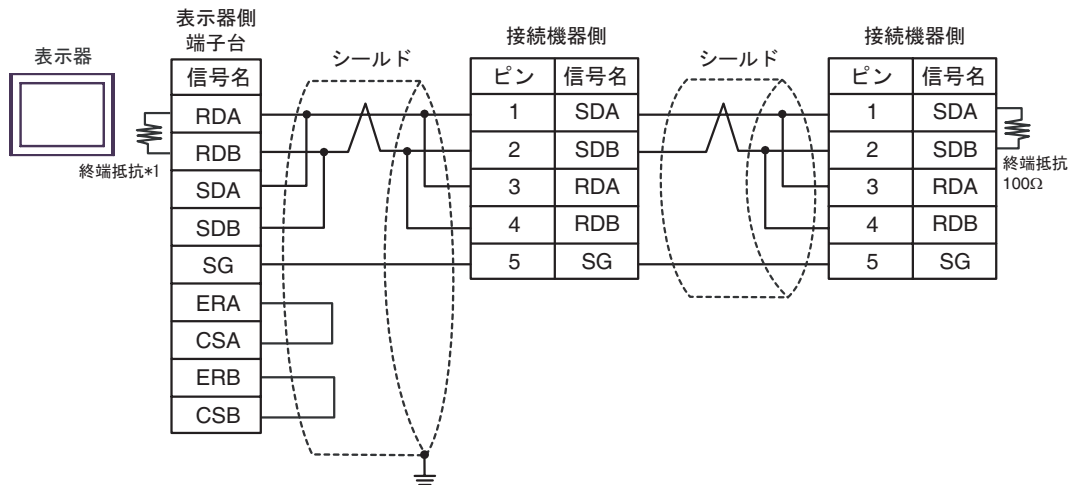 表示器
表示器側
端子台
信号名
RDA
RDB
SDA
SDB
SG
ERA
CSA
ERB
CSB
終端抵抗*1
シールド
接続機器側
ピン 信号名
1 SDA
2 SDB
3 RDA
4 RDB
5 SG
シールド
接続機器側
ピン 信号名
1 SDA
2 SDB
3 RDA
4 RDB
5 SG
終端抵抗
100Ω